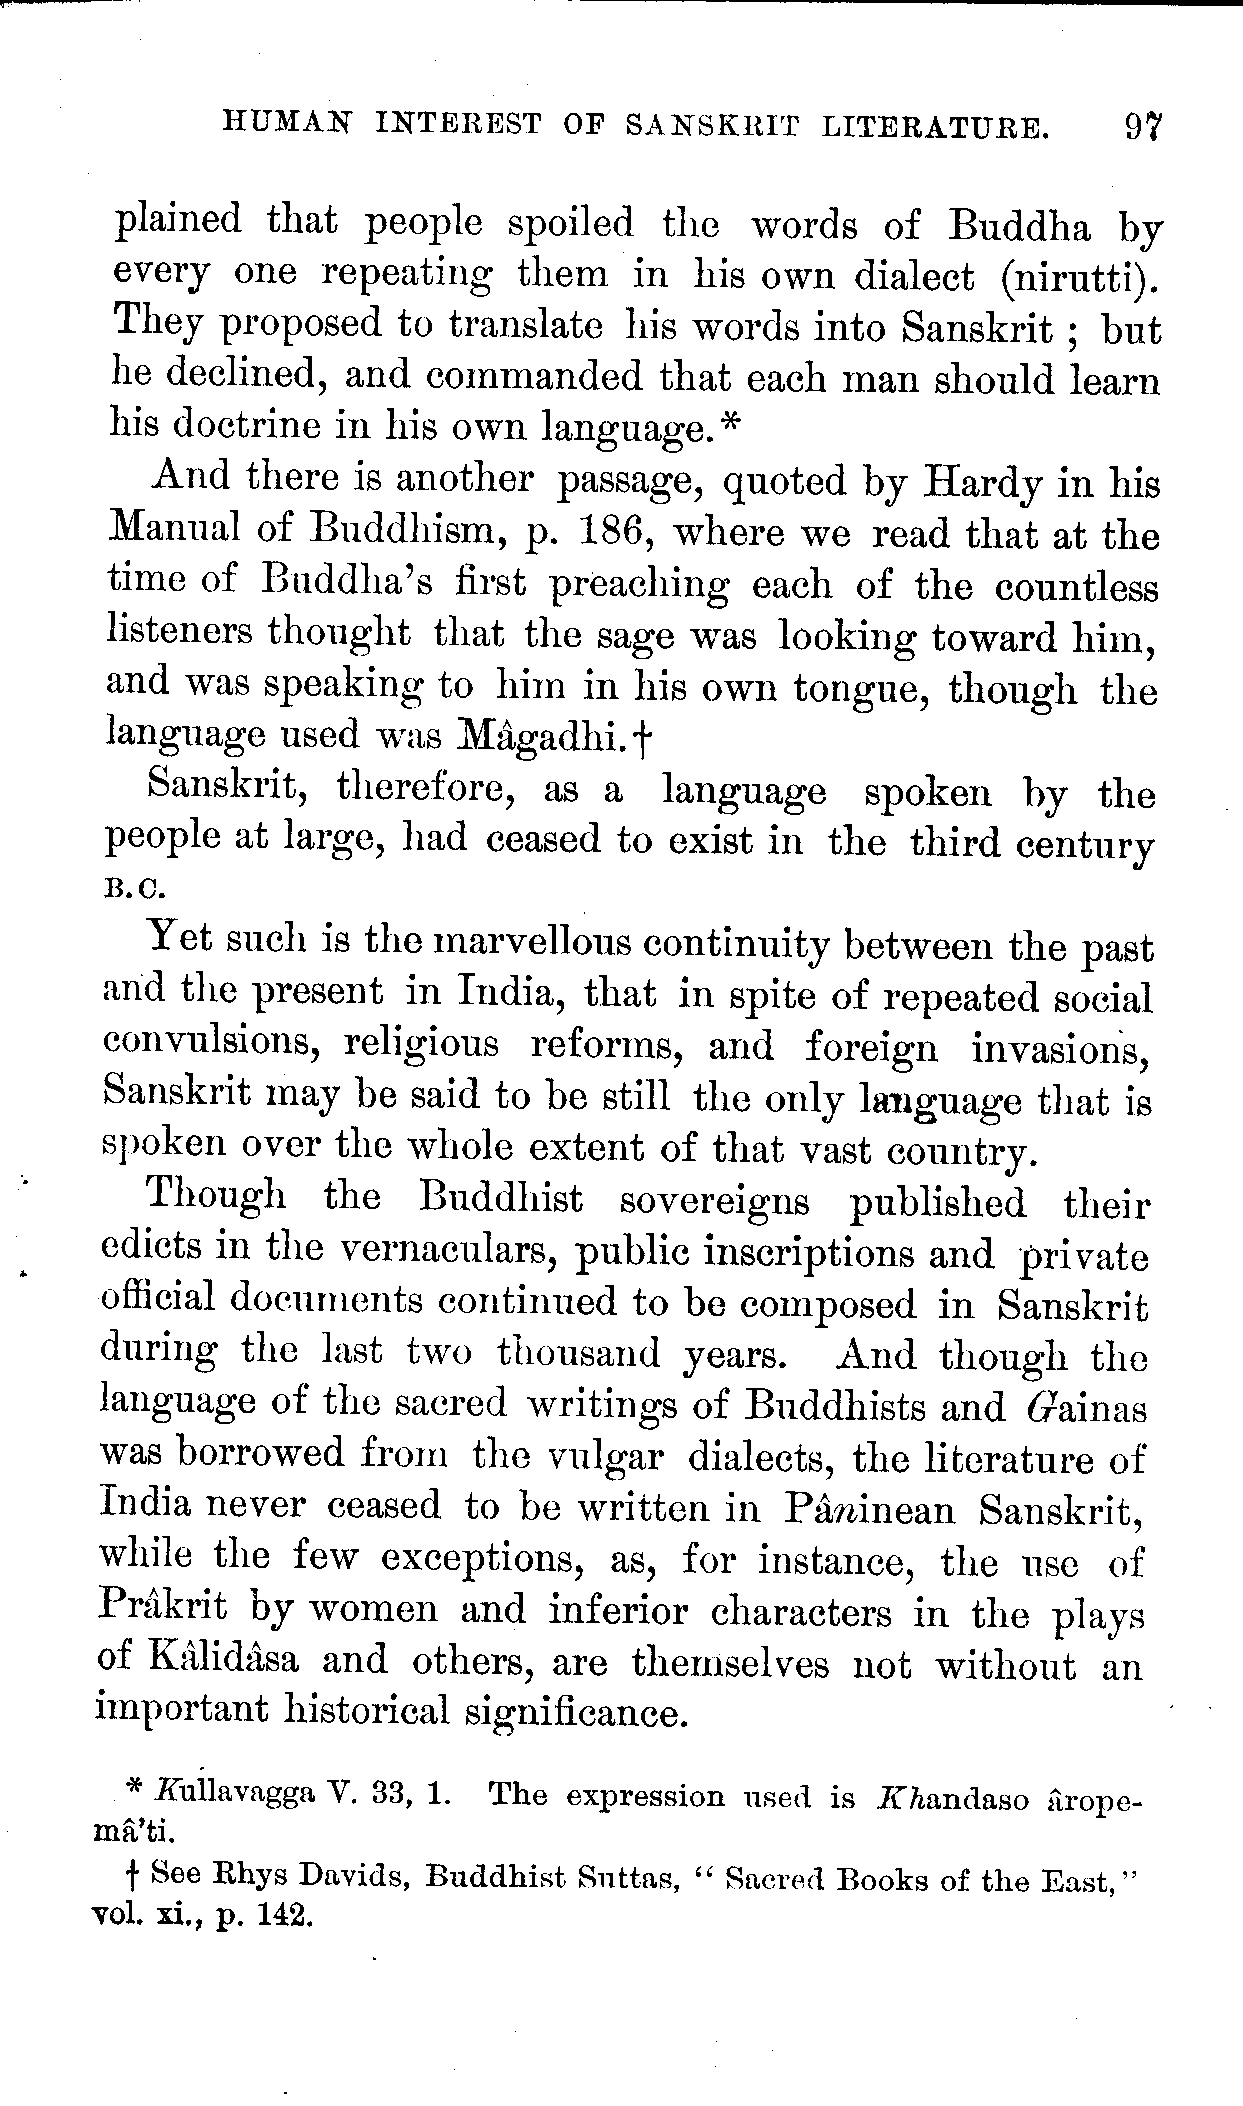 HUMAN INTEREST OF SANSKRIT LITERATURE. 97
plained that people spoiled the words of Buddha by
every one repeating them in his own dialect (nirutti).
They proposed to translate his words into Sanskrit ; but
he declined, and commanded that each man should learn
his doctrine in his own language.*
And there is another passage, quoted by Hardy in his
Manual of Buddhism, p. 186, where we read that at the
time of Buddha's first preaching each of the countless
listeners thought that the sage was looking toward him,
and was speaking to him in his own tongue, though the
language used was Mâgadhi.†
Sanskrit, therefore, as a language spoken by the
people at large, had ceased to exist in the third century
B.C.
Yet such is the marvellous continuity between the past
and the present in India, that in spite of repeated social
convulsions, religious reforms, and foreign invasions,
Sanskrit may be said to be still the only language that is
spoken over the whole extent of that vast country.
Though the Buddhist sovereigns published their
edicts in the vernaculars, public inscriptions and private
official documents continued to be composed in Sanskrit
during the last two thousand years. And though the
language of the sacred writings of Buddhists and Gainas
was borrowed from the vulgar dialects, the literature of
India never ceased to be written in Pâninean Sanskrit,
while the few exceptions, as, for instance, the use of
Prâkrit by women and inferior characters in the plays
of Kâlidâsa and others, are themselves not without an
important historical significance.
* Kullavagga V. 33, 1. The expression used is Khandaso ârope-
mâ'ti.
† See Rhys Davids, Buddhist Suttas, "Sacred Books of the East,"
vol. xi., p. 142.